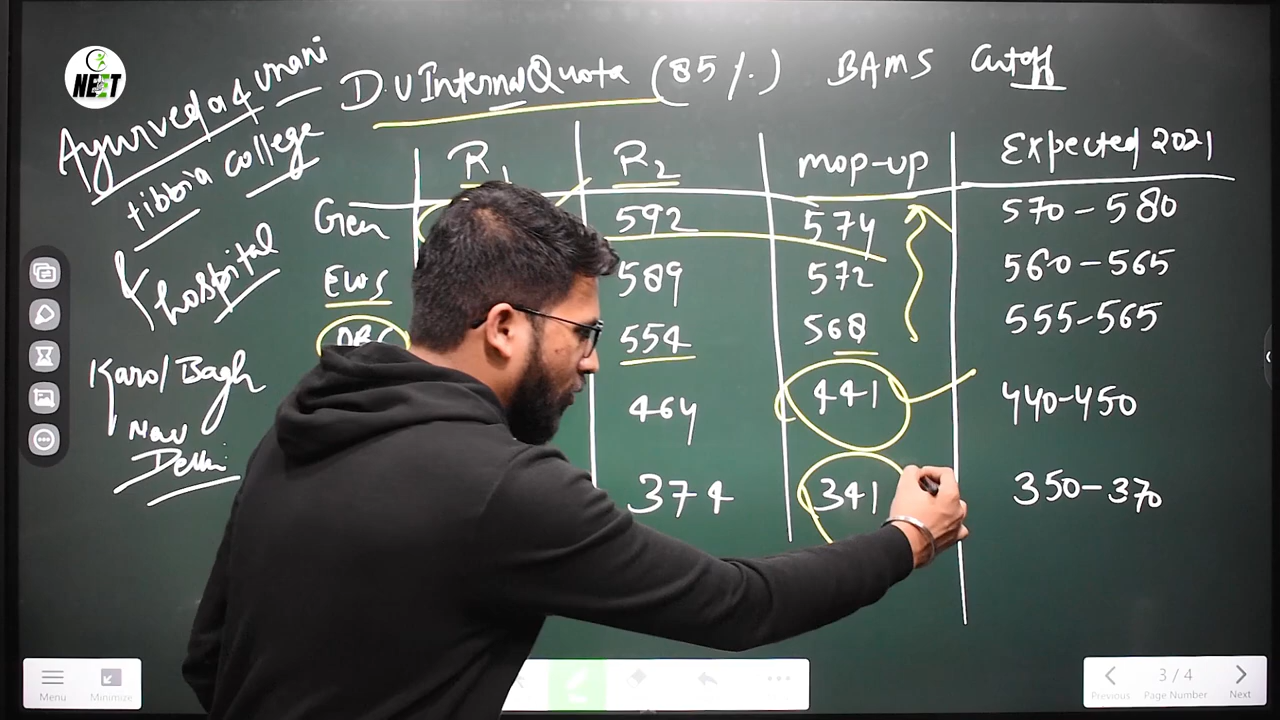 NEET
Ayurveda & Unani
tibbia college
& hospital
Karol Bagh
New Delhi
D.U Internal Quota (85%.) BAMS Cutoff
R1 R2 Mop-up Expected 2021
Gen 592 574 570-580
EWS 589 572 560-565
OBC 554 568 555-565
464 441 440-450
374 341 350-370
Menu Minimize
3/4
Previous Page Number Next